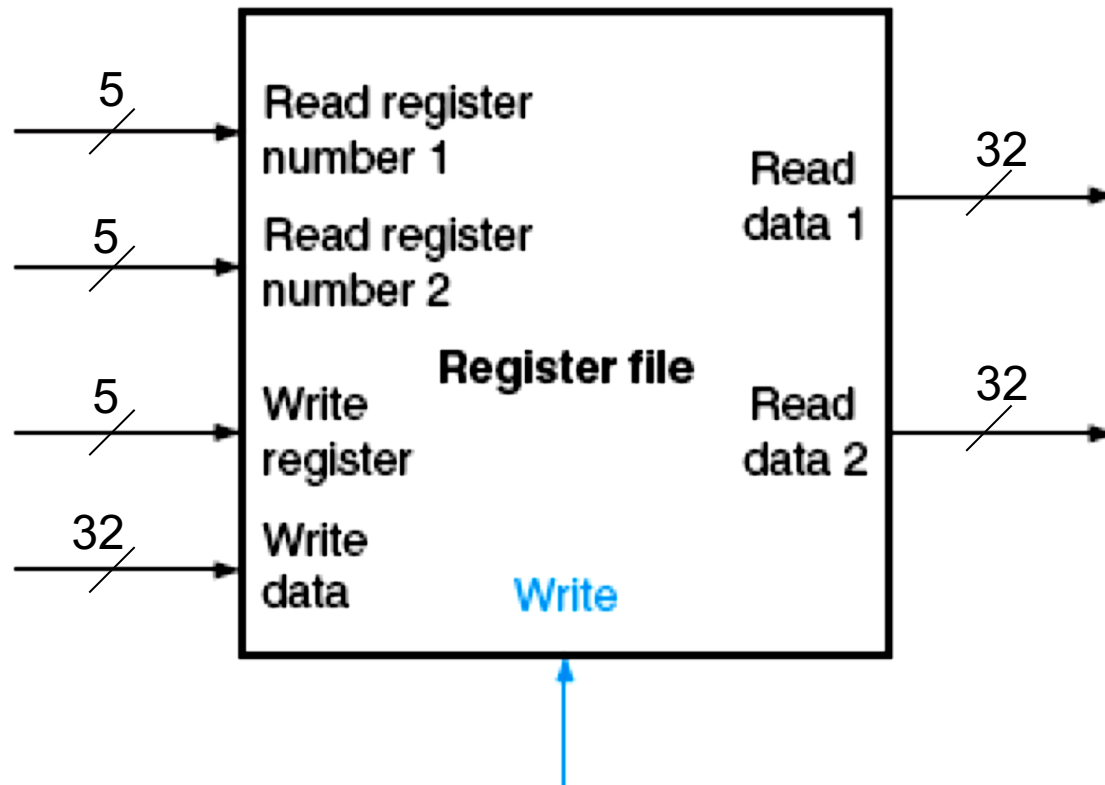 5
Read register
number 1
5
Read register
number 2
5
Write
register
32
Write
data
Register file
Write
Read
data 1
32
Read
data 2
32